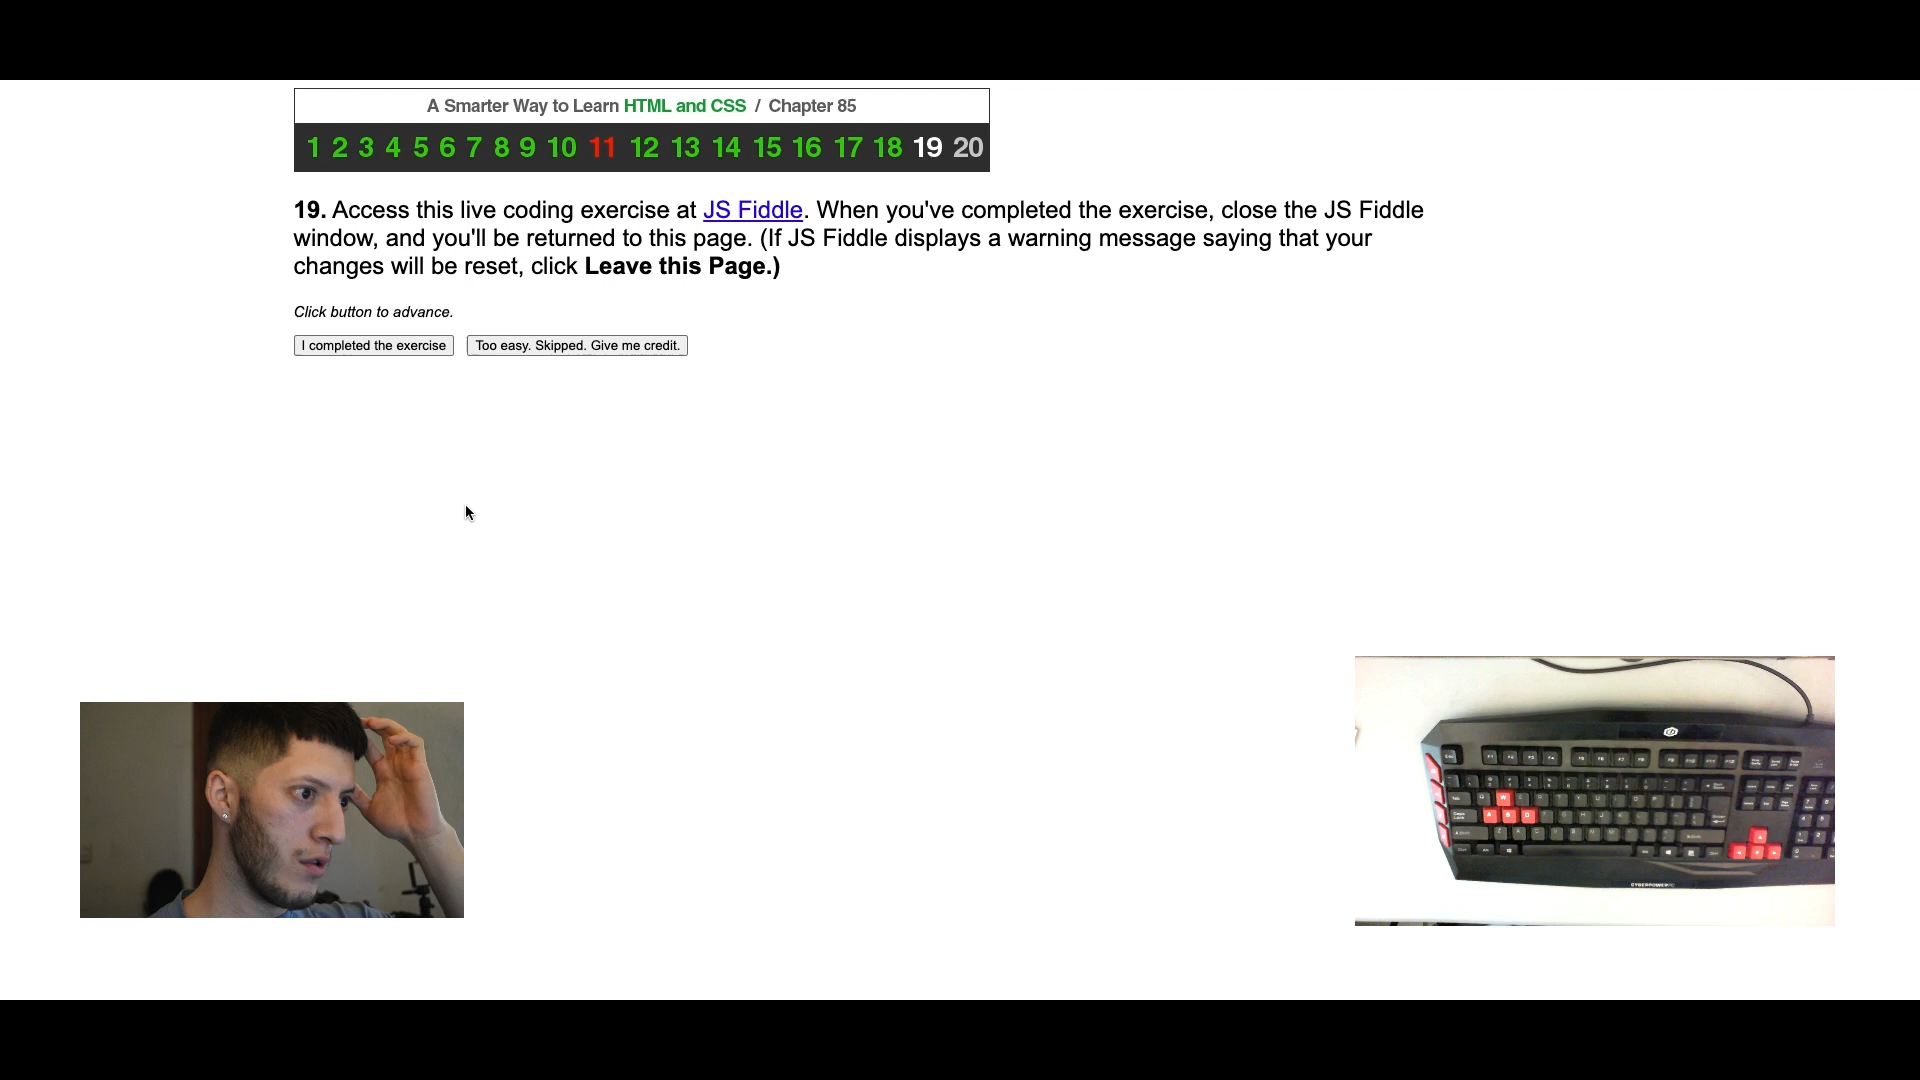 A Smarter Way to Learn HTML and CSS / Chapter 85
1 2 3 4 5 6 7 8 9 10 11 12 13 14 15 16 17 18 19 20
19. Access this live coding exercise at JS Fiddle. When you've completed the exercise, close the JS Fiddle
window, and you'll be returned to this page. (If JS Fiddle displays a warning message saying that your
changes will be reset, click Leave this Page.)
Click button to advance.
I completed the exercise
Too easy. Skipped. Give me credit.
CYBERPOWERPC